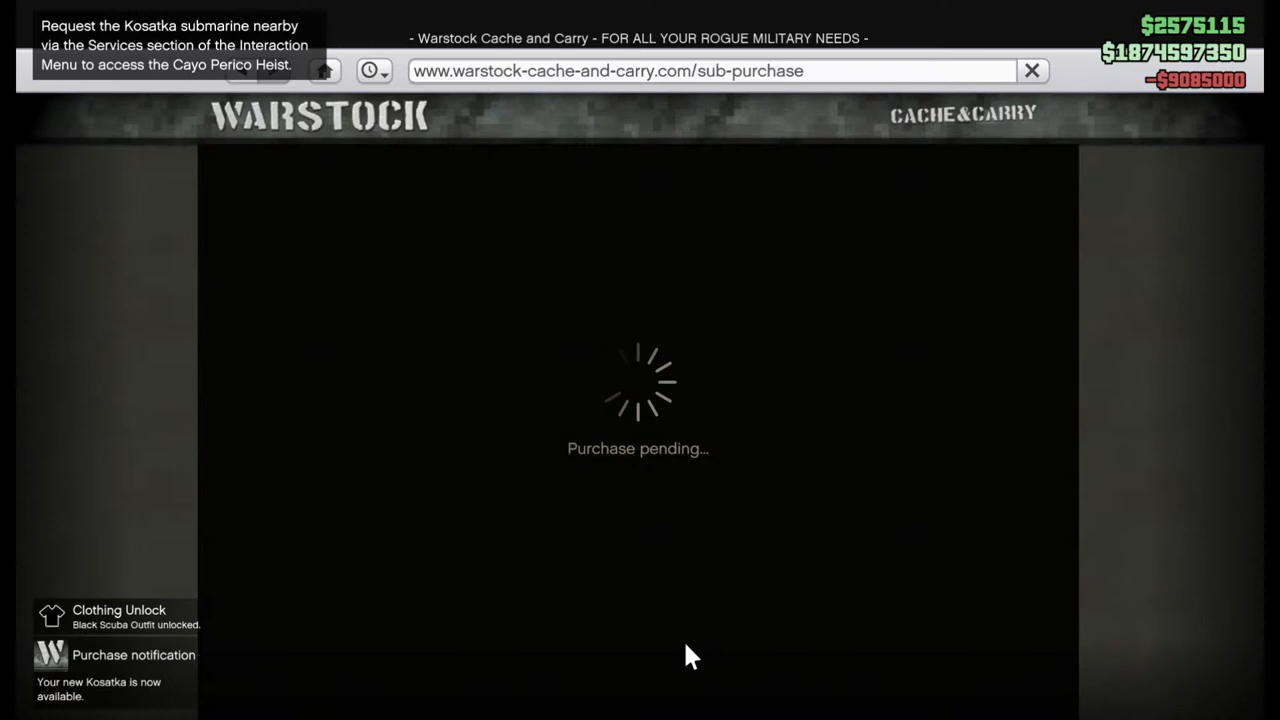 Request the Kosatka submarine nearby
via the Services section of the Interaction
Menu to access the Cayo Perico Heist.
- Warstock Cache and Carry - FOR ALL YOUR ROGUE MILITARY NEEDS -
$2575115
$1874597350
-$9085000
www.warstock-cache-and-carry.com/sub-purchase
WARSTOCK
CACHE&CARRY
Purchase pending...
Clothing Unlock
Black Scuba Outfit unlocked.
W
Purchase notification
Your new Kosatka is now
available.